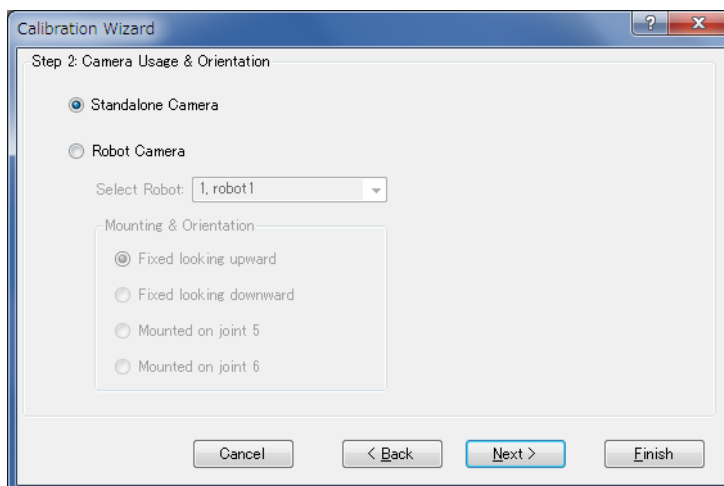 Calibration Wizard
Step 2: Camera Usage & Orientation
Standalone Camera
Robot Camera
Select Robot: 1, robot1
Mounting & Orientation
Fixed looking upward
Fixed looking downward
Mounted on joint 5
Mounted on joint 6
Cancel < Back Next > Finish